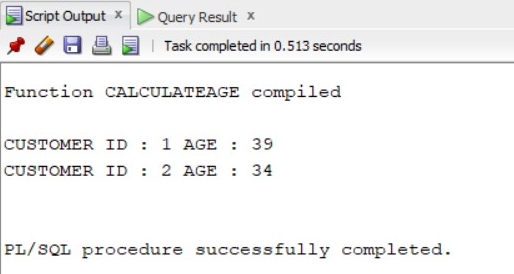 Script Output x Query Result x
Task completed in 0.513 seconds
Function CALCULATEAGE compiled
CUSTOMER ID : 1 AGE : 39
CUSTOMER ID : 2 AGE : 34
PL/SQL procedure successfully completed.